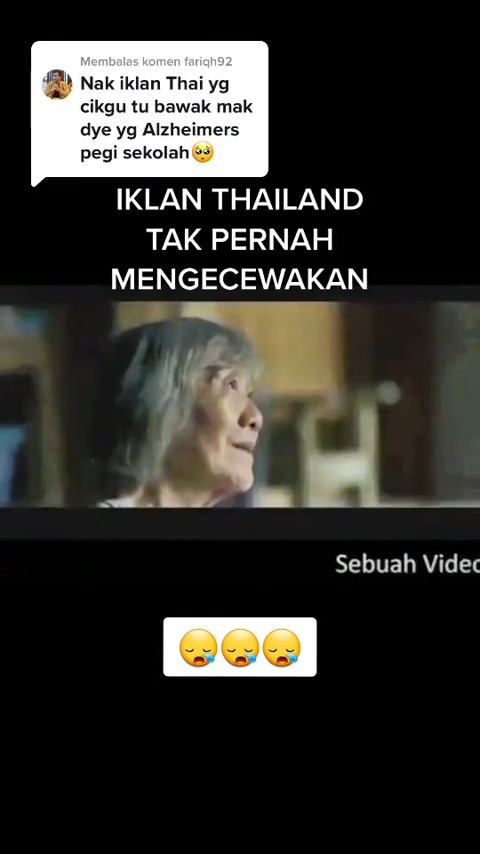 Membalas komen fariqh92
Nak iklan Thai yg
cikgu tu bawak mak
dye yg Alzheimers
pegi sekolah🥺
IKLAN THAILAND
TAK PERNAH
MENGECEWAKAN
Sebuah Video
😪😪😪